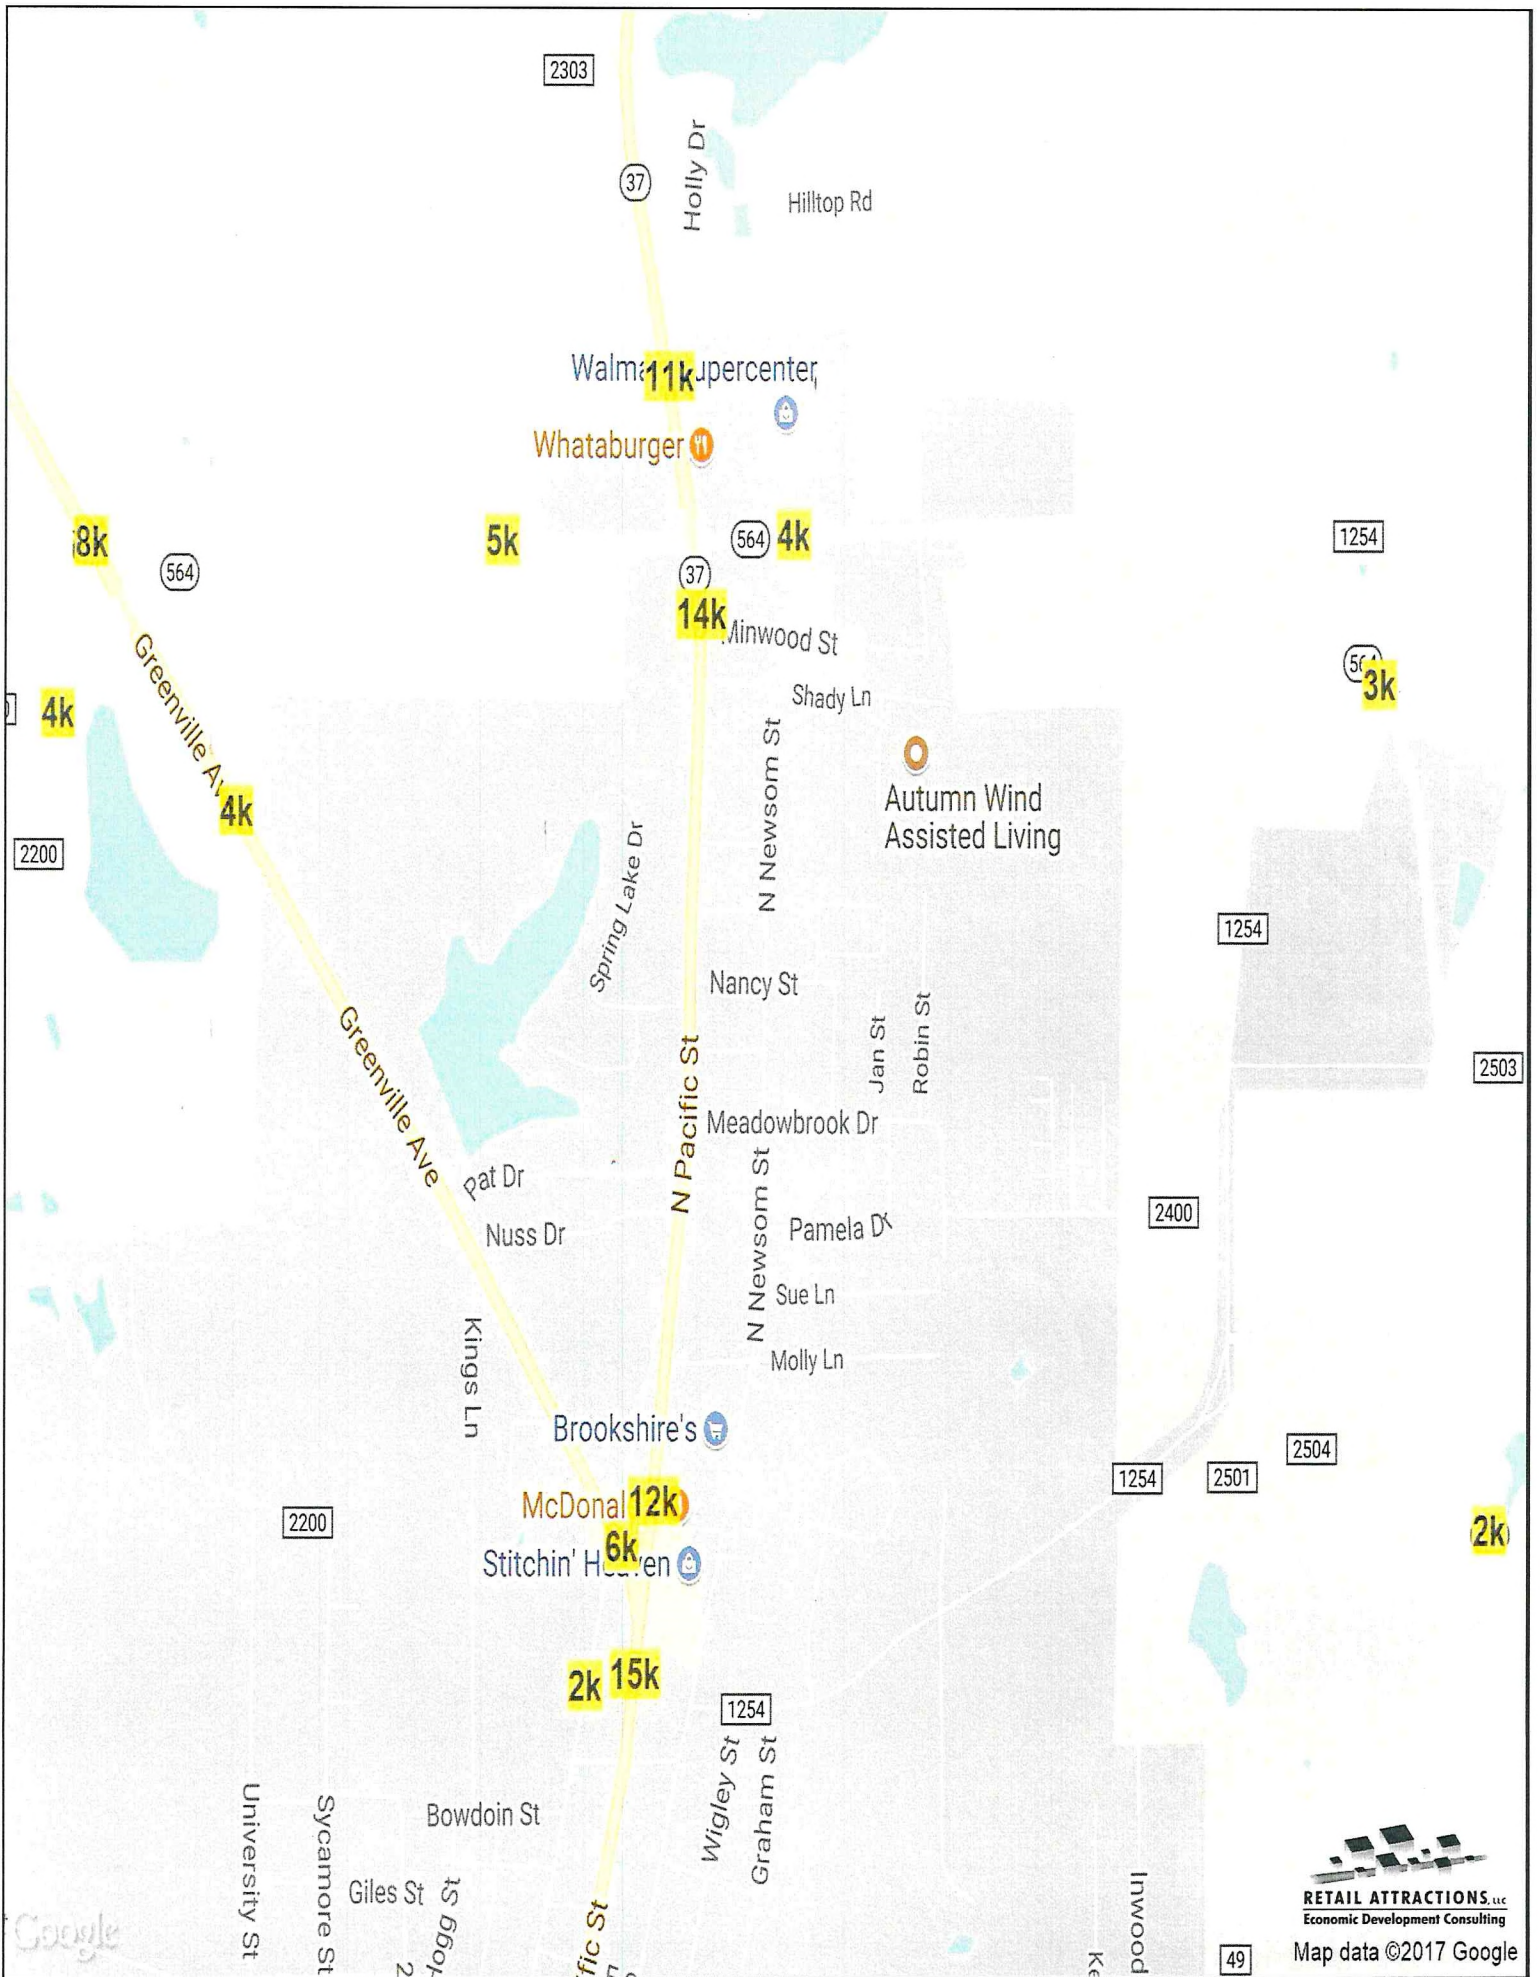 2303
Holly Dr
37
Hilltop Rd
11k
Whataburger
8k
5k
564
4k
1254
564
37
14k
Minwood St
3k
Shady Ln
4k
Greenville
4k
N Newsom St
Autumn Wind
Assisted Living
2200
Spring Lake Dr
1254
Nancy St
Jan St
Robin St
Greenville Ave
N Pacific St
2503
Meadowbrook Dr
Pat Dr
N Newsom St
2400
Nuss Dr
Pamela Dr
Sue Ln
Kings Ln
Molly Ln
Brookshire's
2504
1254
2501
McDonal
12k
2200
6k
Stitchin'
2k
2k
15k
1254
Wigley St
Graham St
University St
Sycamore St
Bowdoin St
Giles St
Hogg St
Inwood
RETAIL ATTRACTIONS, LLC
Economic Development Consulting
Google
49
Map data ©2017 Google